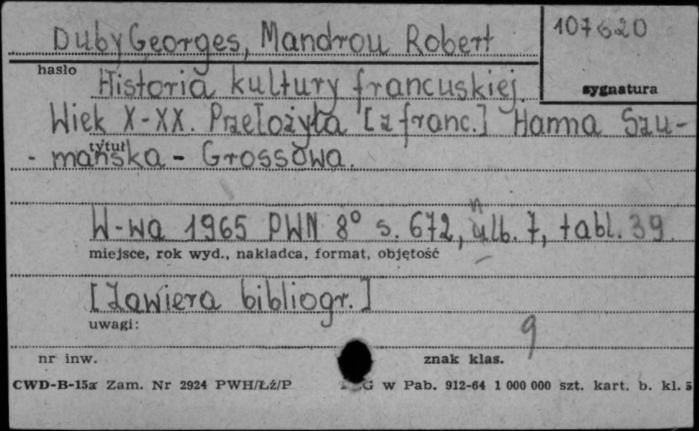 Duby Georges, Mandrou Robert
107620
hasło
sygnatura
Historia kultury francuskiej.
Wiek X-XX. Przełożyła [z franc.] Hanna Szu-
tytuł
- mańska - Grossowa.
W-wa 1965 PWN 8° s. 672, nlb. 7, tabl. 39
miejsce, rok wyd., nakładca, format, objętość
[Zawiera bibliogr.]
uwagi:
9
nr inw.
znak klas.
CWD-B-15a Zam. Nr 2924 PWH/Łź/P
G w Pab. 912-64 1 000 000 szt. kart. b. kl. 5